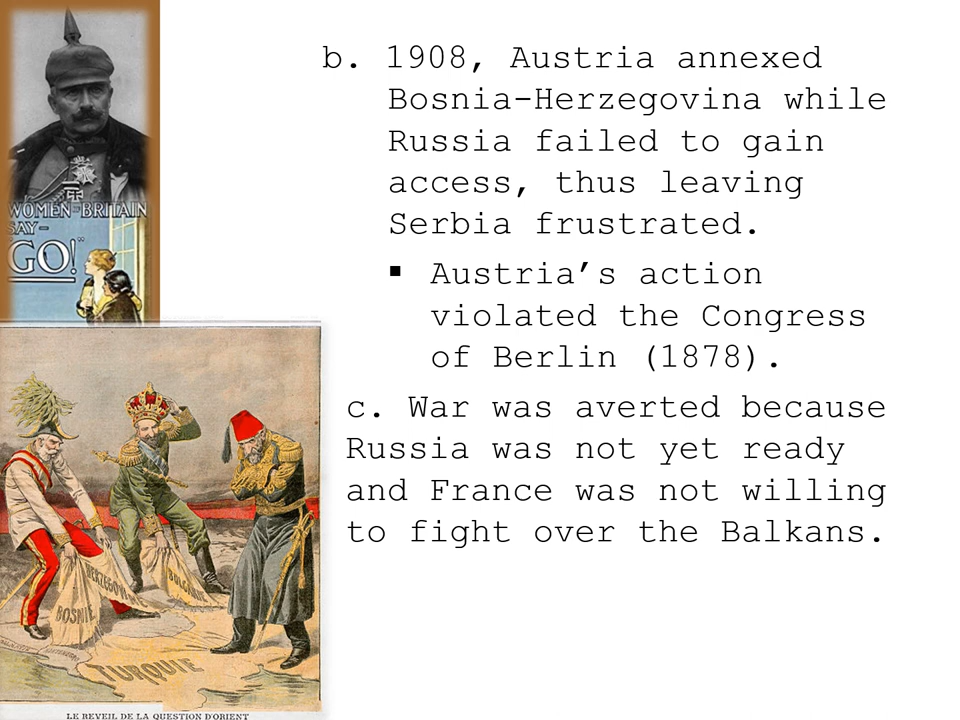 b. 1908, Austria annexed
Bosnia-Herzegovina while
Russia failed to gain
access, thus leaving
Serbia frustrated.
▪ Austria’s action
violated the Congress
of Berlin (1878).
c. War was averted because
Russia was not yet ready
and France was not willing
to fight over the Balkans.
WOMEN OF BRITAIN
SAY-
"GO!"
BOSNIE
HERZEGOVINE
BULGARIE
TURQUIE
LE REVEIL DE LA QUESTION D'ORIENT